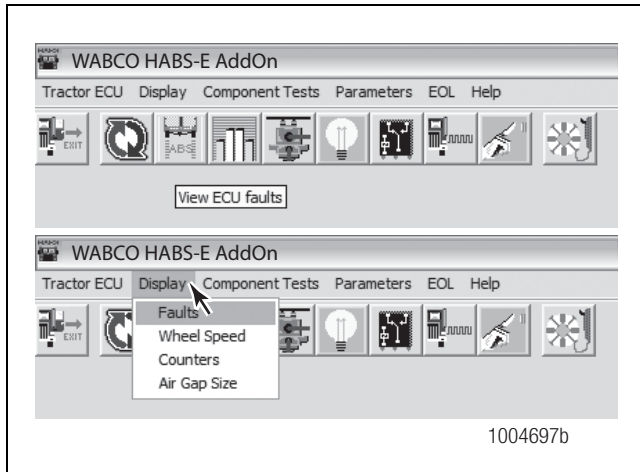 WABCO HABS-E AddOn
Tractor ECU Display Component Tests Parameters EOL Help
EXIT ABS
View ECU faults
WABCO HABS-E AddOn
Tractor ECU Display Component Tests Parameters EOL Help
EXIT
Faults
Wheel Speed
Counters
Air Gap Size
1004697b